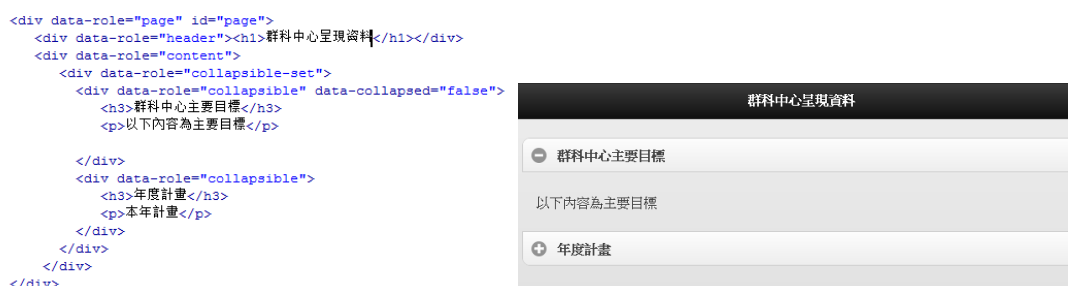 <div data-role="page" id="page">
<div data-role="header"><h1>群科中心呈現資料</h1></div>
<div data-role="content">
<div data-role="collapsible-set">
<div data-role="collapsible" data-collapsed="false">
<h3>群科中心主要目標</h3>
<p>以下內容為主要目標</p>
</div>
<div data-role="collapsible">
<h3>年度計畫</h3>
<p>本年計畫</p>
</div>
</div>
</div>
</div>
群科中心呈現資料
群科中心主要目標
以下內容為主要目標
年度計畫